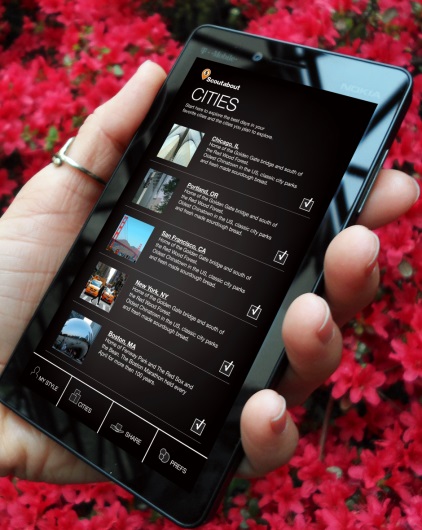 T-Mobile
NOKIA
Scoutabout
CITIES
Start here to explore the best days in your
favorite cities and the cities you plan to explore.
Chicago, IL
Home of the Golden Gate bridge and south of
the Red Wood Forest.
Oldest Chinatown in the US, classic city parks
and fresh made sourdough bread.
Portland, OR
Home of the Golden Gate bridge and south of
the Red Wood Forest.
Oldest Chinatown in the US, classic city parks
and fresh made sourdough bread.
San Francisco, CA
Home of the Golden Gate bridge and south of
the Red Wood Forest.
Oldest Chinatown in the US, classic city parks
and fresh made sourdough bread.
New York, NY
Home of the Golden Gate bridge and south of
the Red Wood Forest.
Oldest Chinatown in the US, classic city parks
and fresh made sourdough bread.
Boston, MA
Home of Fenway Park and The Red Sox and
the Bean. The Boston Marathon held every
April for more than 100 years.
MY STYLE
CITIES
SHARE
PREFS